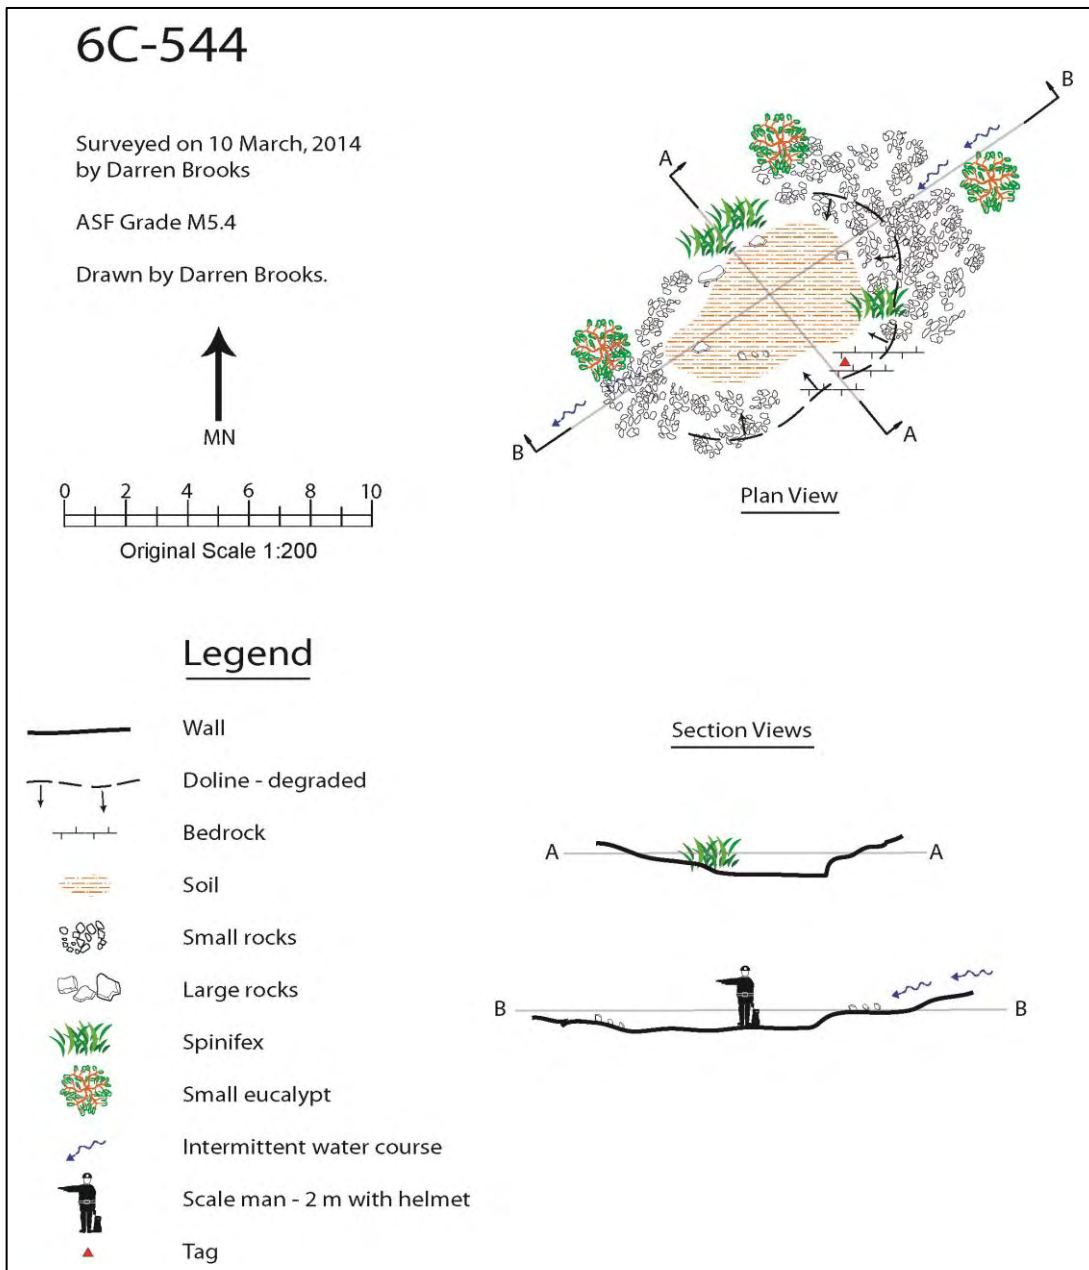 6C-544
Surveyed on 10 March, 2014
by Darren Brooks
ASF Grade M5.4
Drawn by Darren Brooks.
MN
0 2 4 6 8 10
Original Scale 1:200
B
A
B
A
Plan View
Legend
Wall
Doline - degraded
Bedrock
Soil
Small rocks
Large rocks
Spinifex
Small eucalypt
Intermittent water course
Scale man - 2 m with helmet
Tag
Section Views
A A
B B